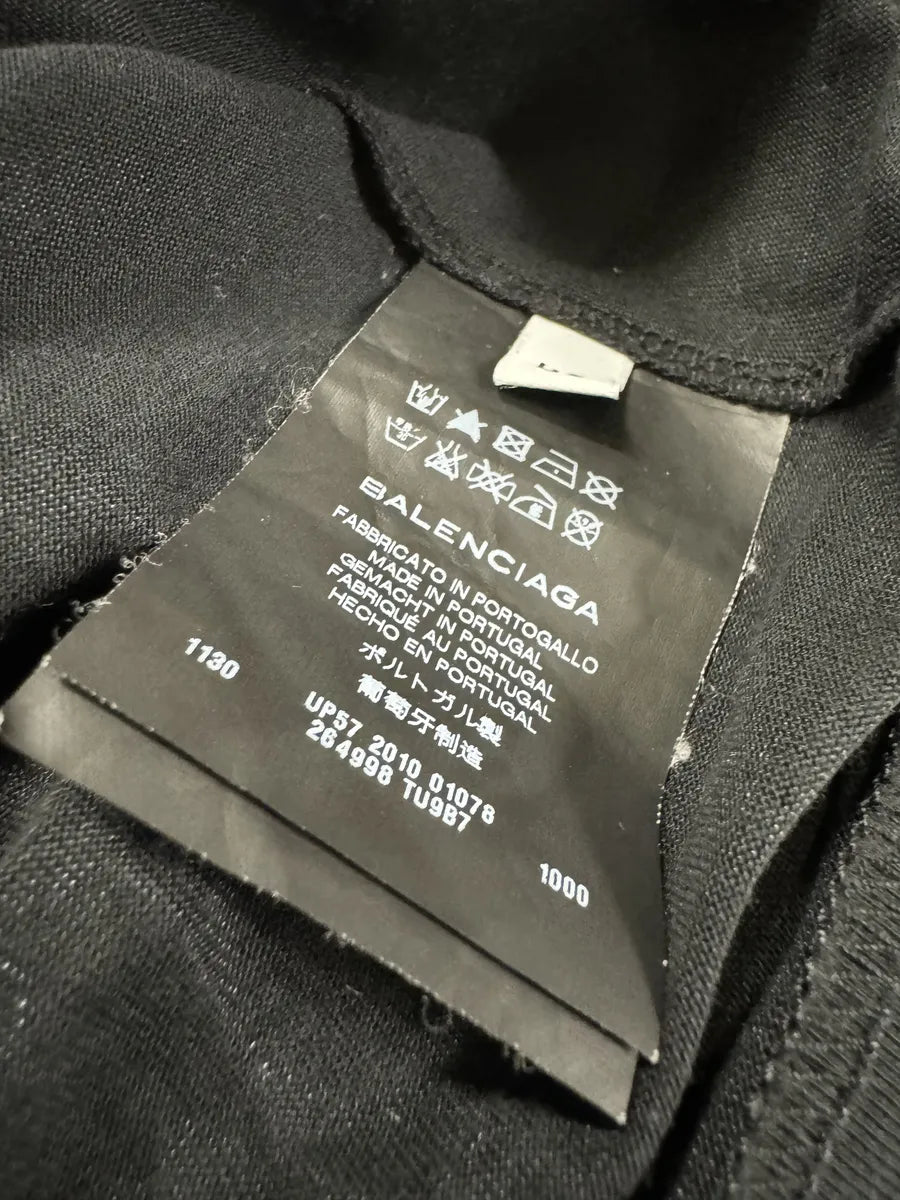 BALENCIAGA
FABBRICATO IN PORTOGALLO
MADE IN PORTUGAL
GEMACHT IN PORTUGAL
FABRIQUÉ AU PORTUGAL
HECHO EN PORTUGAL
ポルトガル製
葡萄牙制造
1130
UP57 2010 01078
264998 TU9B7
1000